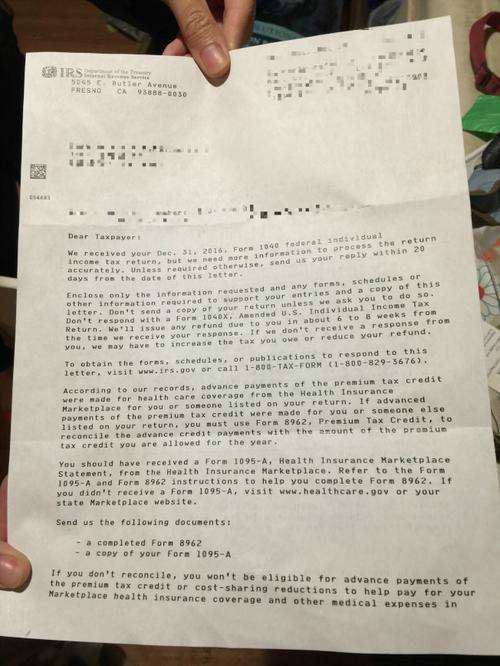 IRS Department of the Treasury
Internal Revenue Service
5045 E. Butler Avenue
FRESNO CA 93888-0030
Dear Taxpayer:
We received your Dec. 31, 2016, Form 1040 federal individual
income tax return, but we need more information to process the return
accurately. Unless required otherwise, send us your reply within 20
days from the date of this letter.
Enclose only the information requested and any forms, schedules or
other information required to support your entries and a copy of this
letter. Don't send a copy of your return unless we ask you to do so.
Don't respond with a Form 1040X, Amended U.S. Individual Income Tax
Return. We'll issue any refund due to you in about 6 to 8 weeks from
the time we receive your response. If we don't receive a response from
you, we may have to increase the tax you owe or reduce your refund.
To obtain the forms, schedules, or publications to respond to this
letter, visit www.irs.gov or call 1-800-TAX-FORM (1-800-829-3676).
According to our records, advance payments of the premium tax credit
were made for health care coverage from the Health Insurance
Marketplace for you or someone listed on your return. If advanced
payments of the premium tax credit were made for you or someone else
listed on your return, you must use Form 8962, Premium Tax Credit, to
reconcile the advance credit payments with the amount of the premium
tax credit you are allowed for the year.
You should have received a Form 1095-A, Health Insurance Marketplace
Statement, from the Health Insurance Marketplace. Refer to the Form
1095-A and Form 8962 instructions to help you complete Form 8962. If
you didn't receive a Form 1095-A, visit www.healthcare.gov or your
state Marketplace website.
Send us the following documents:
- a completed Form 8962
- a copy of your Form 1095-A
If you don't reconcile, you won't be eligible for advance payments of
the premium tax credit or cost-sharing reductions to help pay for your
Marketplace health insurance coverage and other medical expenses in